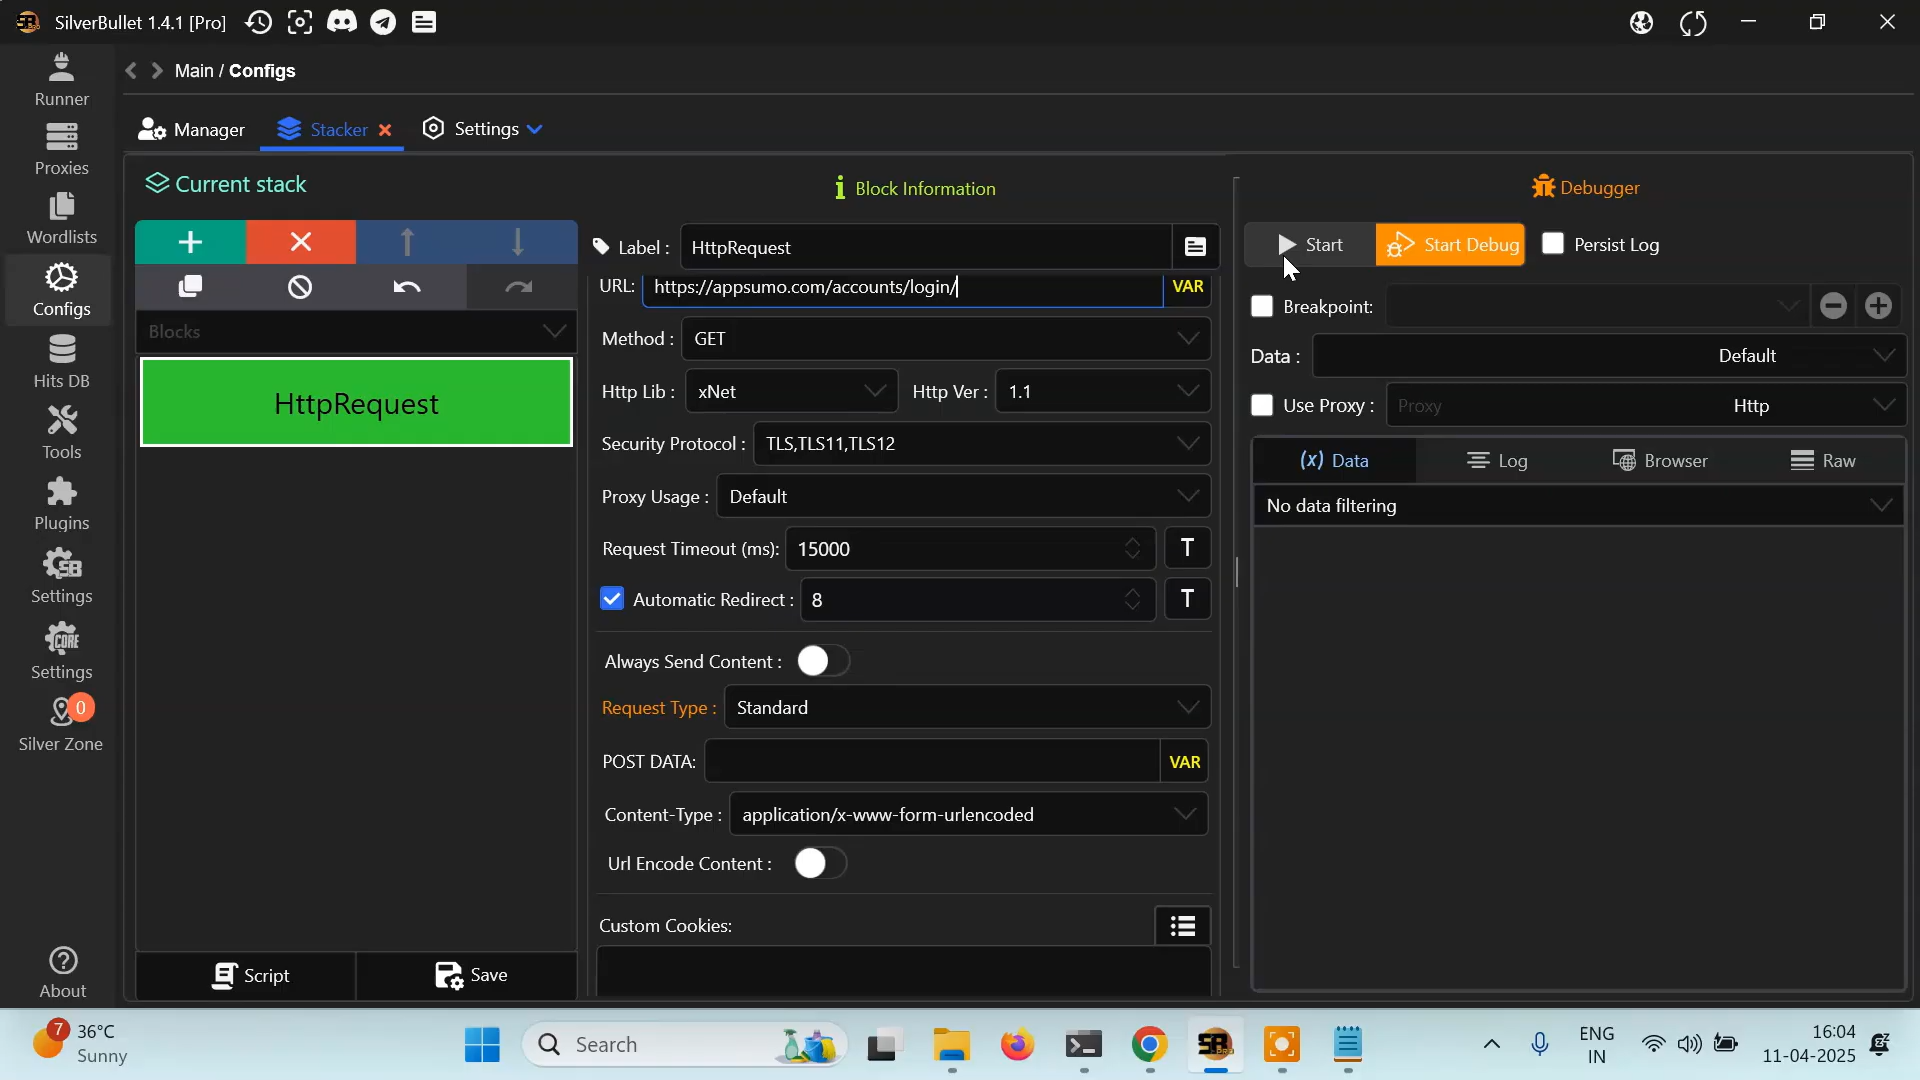 SilverBullet 1.4.1 [Pro]
Main / Configs
Runner
Proxies
Wordlists
Configs
Hits DB
Tools
Plugins
SB
Settings
CORE
Settings
0
Silver Zone
About
Manager
Stacker
Settings
Current stack
Blocks
HttpRequest
Script
Save
Block Information
Label : HttpRequest
URL: https://appsumo.com/accounts/login/ VAR
Method : GET
Http Lib : xNet Http Ver : 1.1
Security Protocol : TLS,TLS11,TLS12
Proxy Usage : Default
Request Timeout (ms): 15000 T
Automatic Redirect : 8 T
Always Send Content :
Request Type : Standard
POST DATA: VAR
Content-Type : application/x-www-form-urlencoded
Url Encode Content :
Custom Cookies:
Debugger
Start Start Debug Persist Log
Breakpoint:
Data : Default
Use Proxy : Proxy Http
(x) Data Log Browser Raw
No data filtering
7 36°C
Sunny
Search
ENG
IN
16:04
11-04-2025